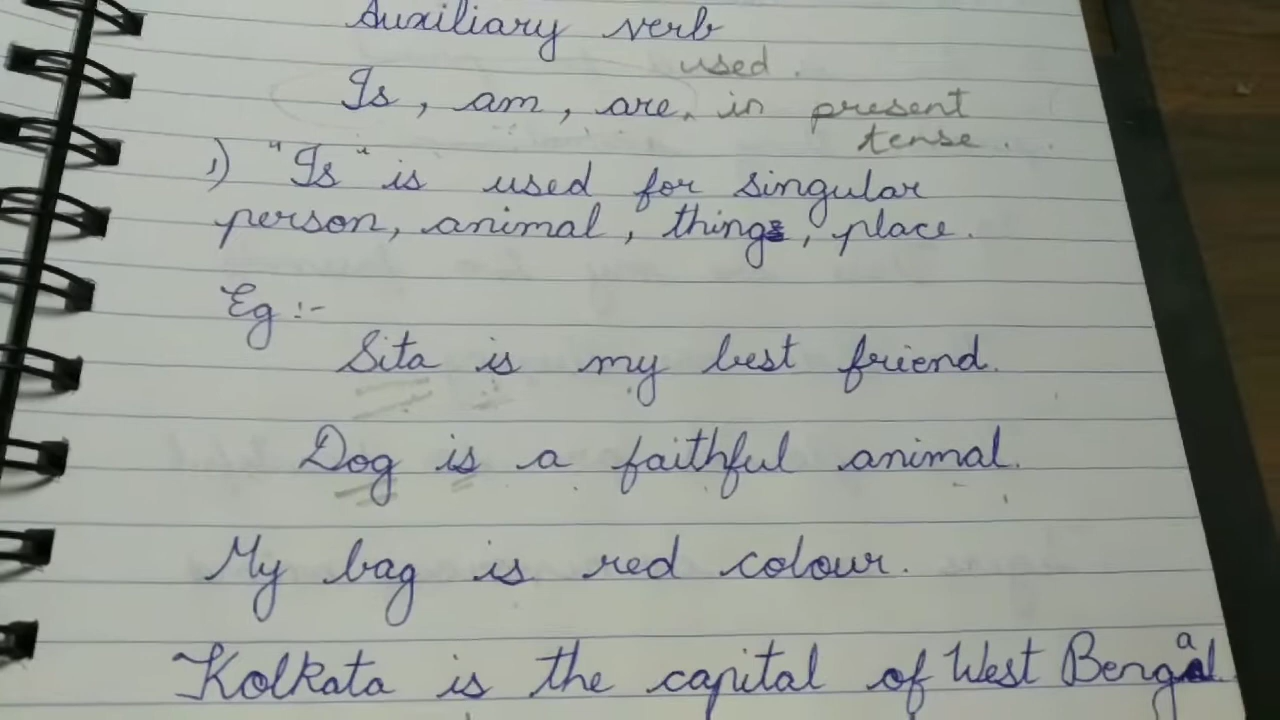 Auxiliary verb
used.
Is, am, are, in present
tense.
1) "Is" is used for singular
person, animal, thing, place.
Eg :-
Sita is my best friend.
Dog is a faithful animal.
My bag is red colour.
Kolkata is the capital of West Bengal